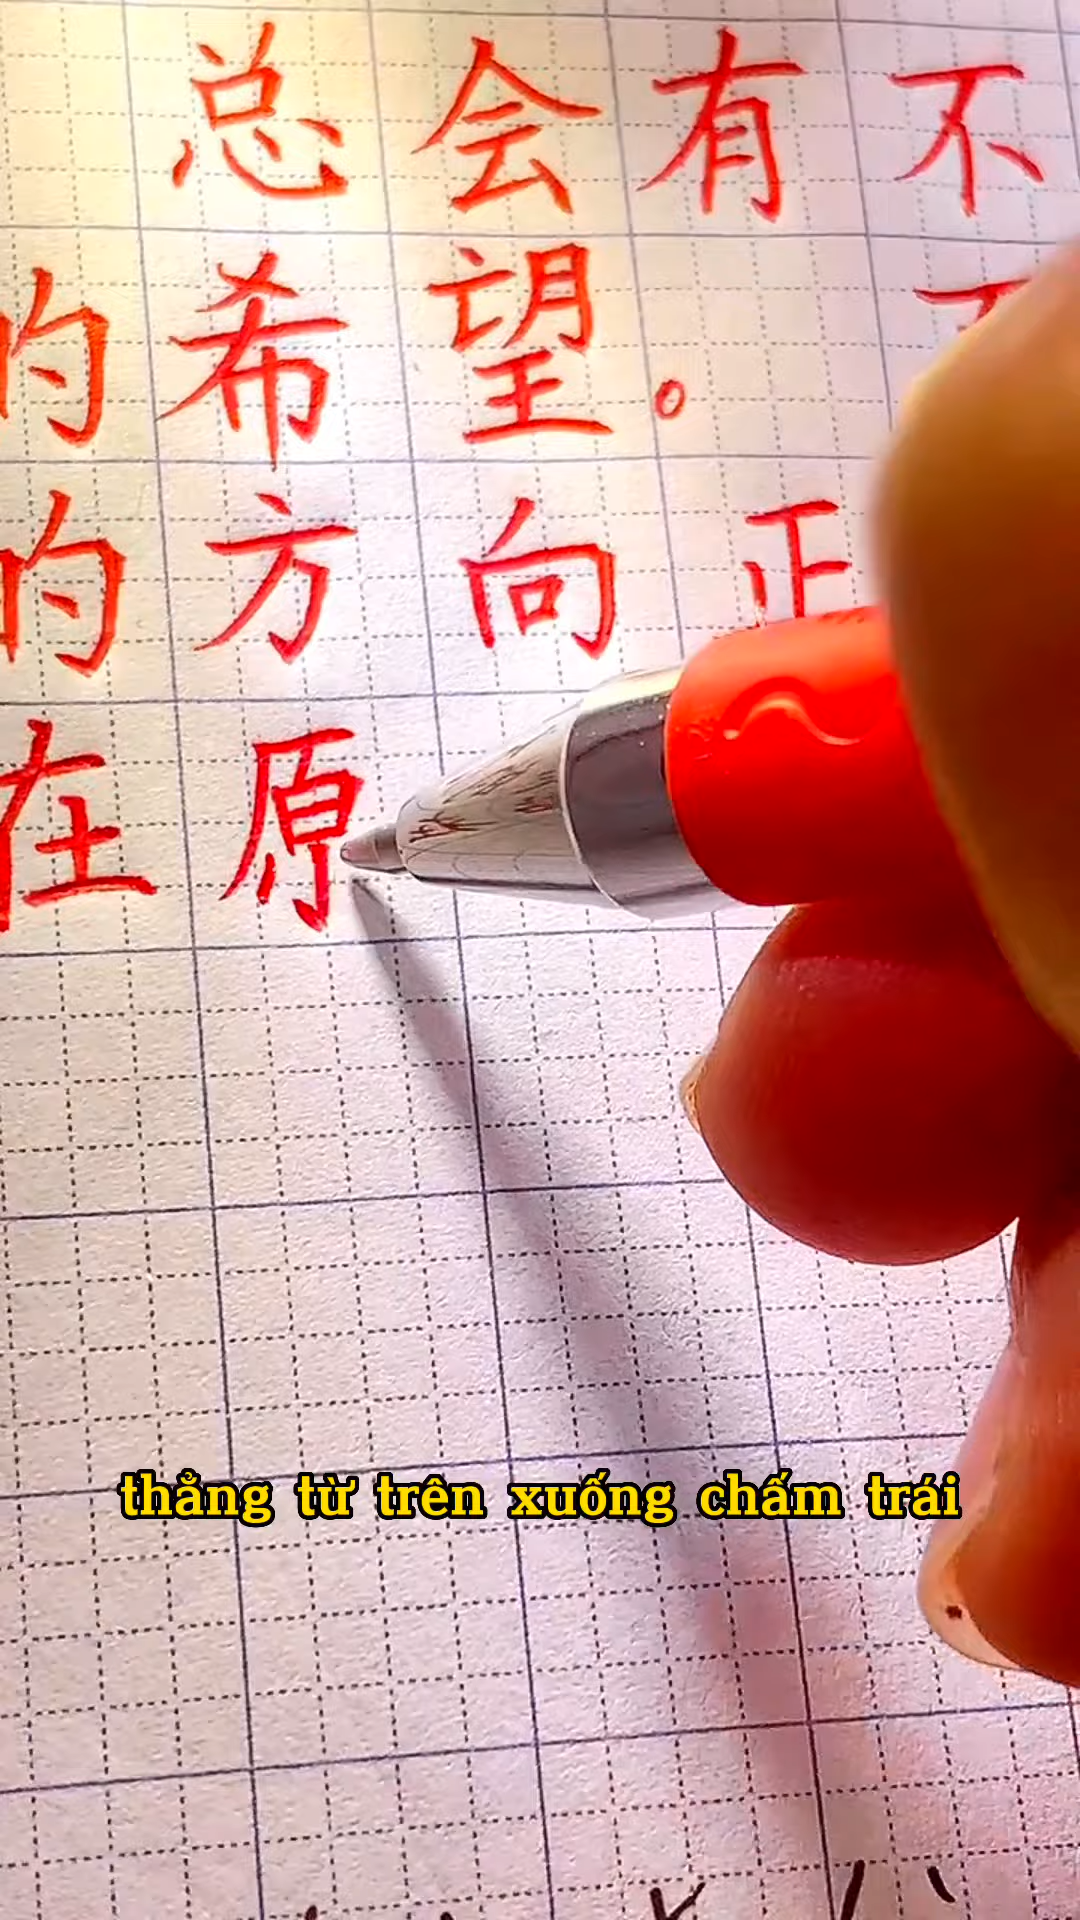 总会有不
的希望。
的方向正
在原
thẳng từ trên xuống chấm trái